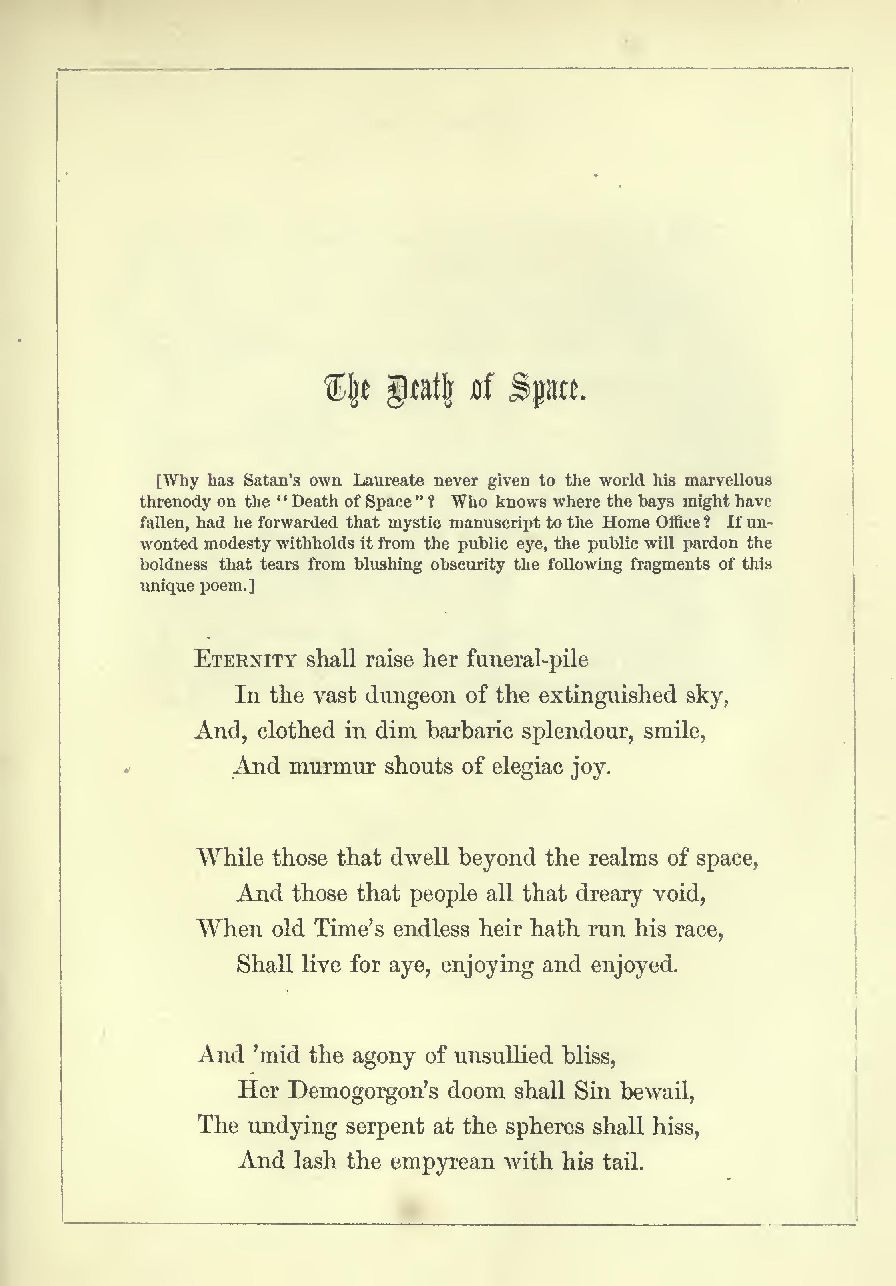 The Death of Space.
[Why has Satan's own Laureate never given to the world his marvellous
threnody on the "Death of Space"? Who knows where the bays might have
fallen, had he forwarded that mystic manuscript to the Home Office? If un-
wonted modesty withholds it from the public eye, the public will pardon the
boldness that tears from blushing obscurity the following fragments of this
unique poem.]
ETERNITY shall raise her funeral-pile
In the vast dungeon of the extinguished sky,
And, clothed in dim barbaric splendour, smile,
And murmur shouts of elegiac joy.
While those that dwell beyond the realms of space,
And those that people all that dreary void,
When old Time's endless heir hath run his race,
Shall live for aye, enjoying and enjoyed.
And 'mid the agony of unsullied bliss,
Her Demogorgon's doom shall Sin bewail,
The undying serpent at the spheres shall hiss,
And lash the empyrean with his tail.